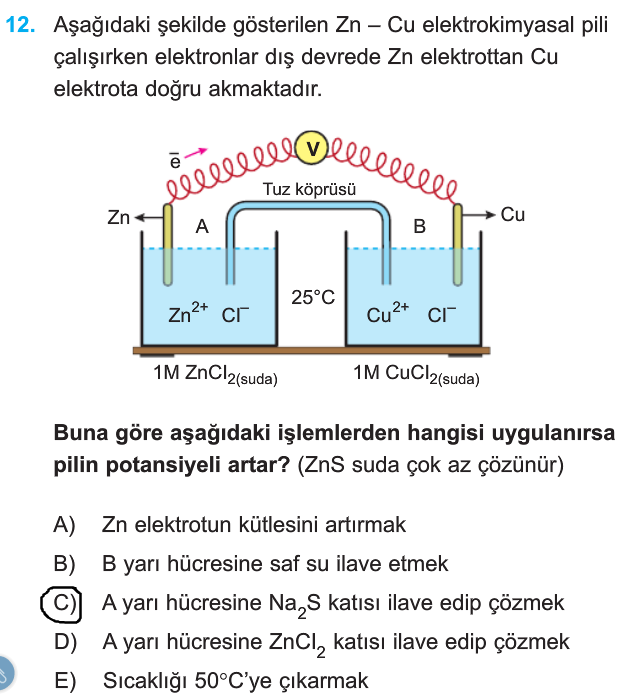 12. Aşağıdaki şekilde gösterilen Zn – Cu elektrokimyasal pili
çalışırken elektronlar dış devrede Zn elektrottan Cu
elektrota doğru akmaktadır.
e̅
V
Tuz köprüsü
Zn
A
B
Cu
25°C
Zn²⁺ Cl⁻
Cu²⁺ Cl⁻
1M ZnCl₂(suda)
1M CuCl₂(suda)
Buna göre aşağıdaki işlemlerden hangisi uygulanırsa
pilin potansiyeli artar? (ZnS suda çok az çözünür)
A) Zn elektrotun kütlesini artırmak
B) B yarı hücresine saf su ilave etmek
C) A yarı hücresine Na₂S katısı ilave edip çözmek
D) A yarı hücresine ZnCl₂ katısı ilave edip çözmek
E) Sıcaklığı 50°C'ye çıkarmak